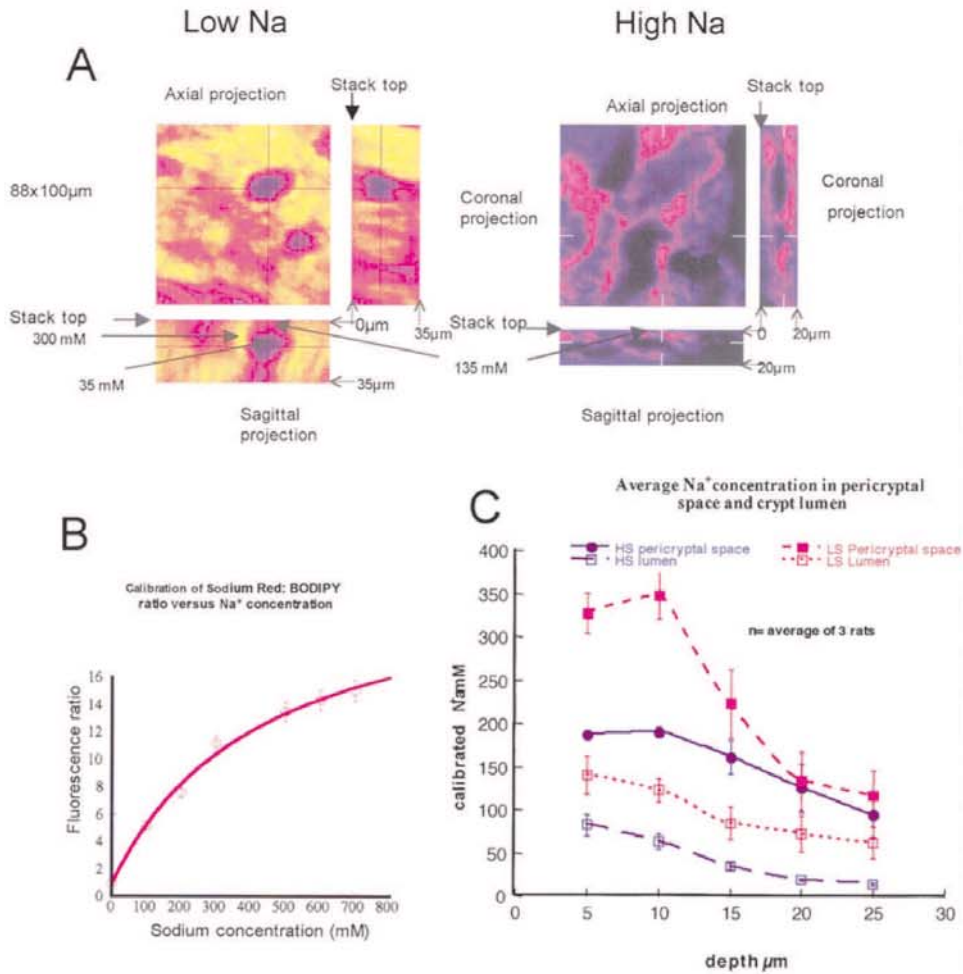 Low Na
High Na
A
Axial projection
Stack top
Axial projection
Stack top
88x100µm
Coronal
projection
Coronal
projection
Stack top
300 mM
35 mM
0µm
35µm
35µm
Stack top
135 mM
0
20µm
20µm
Sagittal
projection
Sagittal projection
B
Calibration of Sodium Red: BODIPY
ratio versus Na⁺ concentration
Fluorescence ratio
16
14
12
10
8
6
4
2
0
0 100 200 300 400 500 600 700 800
Sodium concentration (mM)
C
Average Na⁺concentration in pericryptal
space and crypt lumen
HS pericryptal space
HS lumen
LS Pericryptal space
LS Lumen
n= average of 3 rats
calibrated NamM
400
350
300
250
200
150
100
50
0
0 5 10 15 20 25 30
depth µm